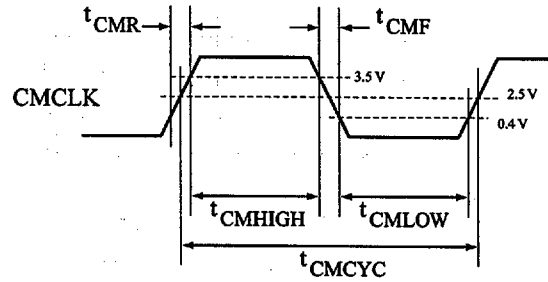 tCMR
tCMF
3.5 V
CMCLK
2.5 V
0.4 V
tCMHIGH
tCMLOW
tCMCYC